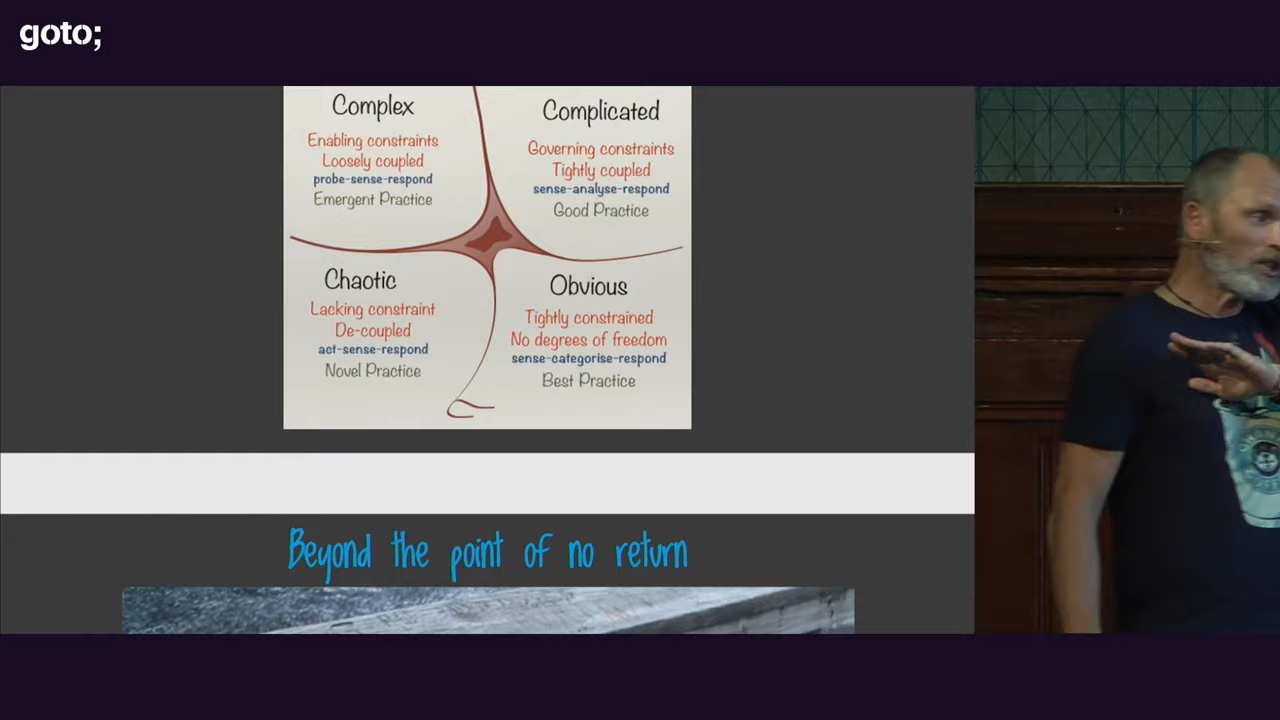 goto;
Complex
Enabling constraints
Loosely coupled
probe-sense-respond
Emergent Practice
Complicated
Governing constraints
Tightly coupled
sense-analyse-respond
Good Practice
Chaotic
Lacking constraint
De-coupled
act-sense-respond
Novel Practice
Obvious
Tightly constrained
No degrees of freedom
sense-categorise-respond
Best Practice
Beyond the point of no return